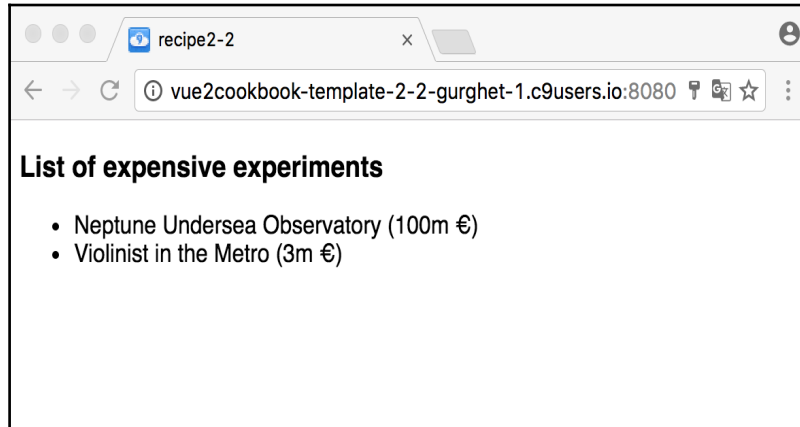 recipe2-2
vue2cookbook-template-2-2-gurghet-1.c9users.io:8080
List of expensive experiments
• Neptune Undersea Observatory (100m €)
• Violinist in the Metro (3m €)